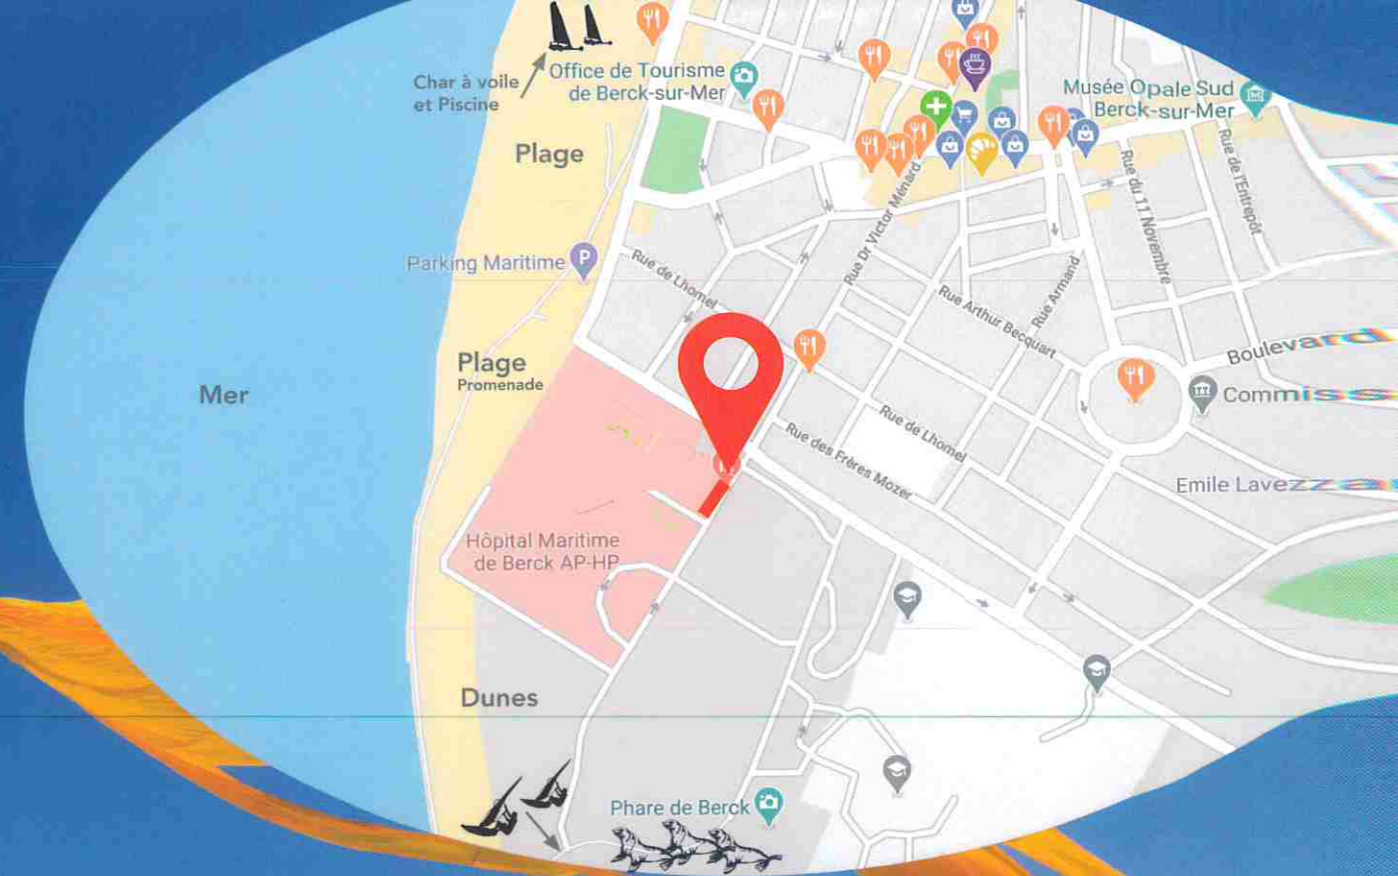 Char à voile
et Piscine
Office de Tourisme
de Berck-sur-Mer
Musée Opale Sud
Berck-sur-Mer
Plage
Rue Dr Victor Ménard
Rue du 11 Novembre
Rue de l'Entrepôt
Parking Maritime
P
Rue de Lhomel
Rue Arthur Becquart
Rue Armand
Boulevard
Plage
Promenade
Mer
Commiss
Rue de Lhomel
Rue des Frères Mozer
Emile Lavezza
Hôpital Maritime
de Berck AP-HP
Dunes
Phare de Berck